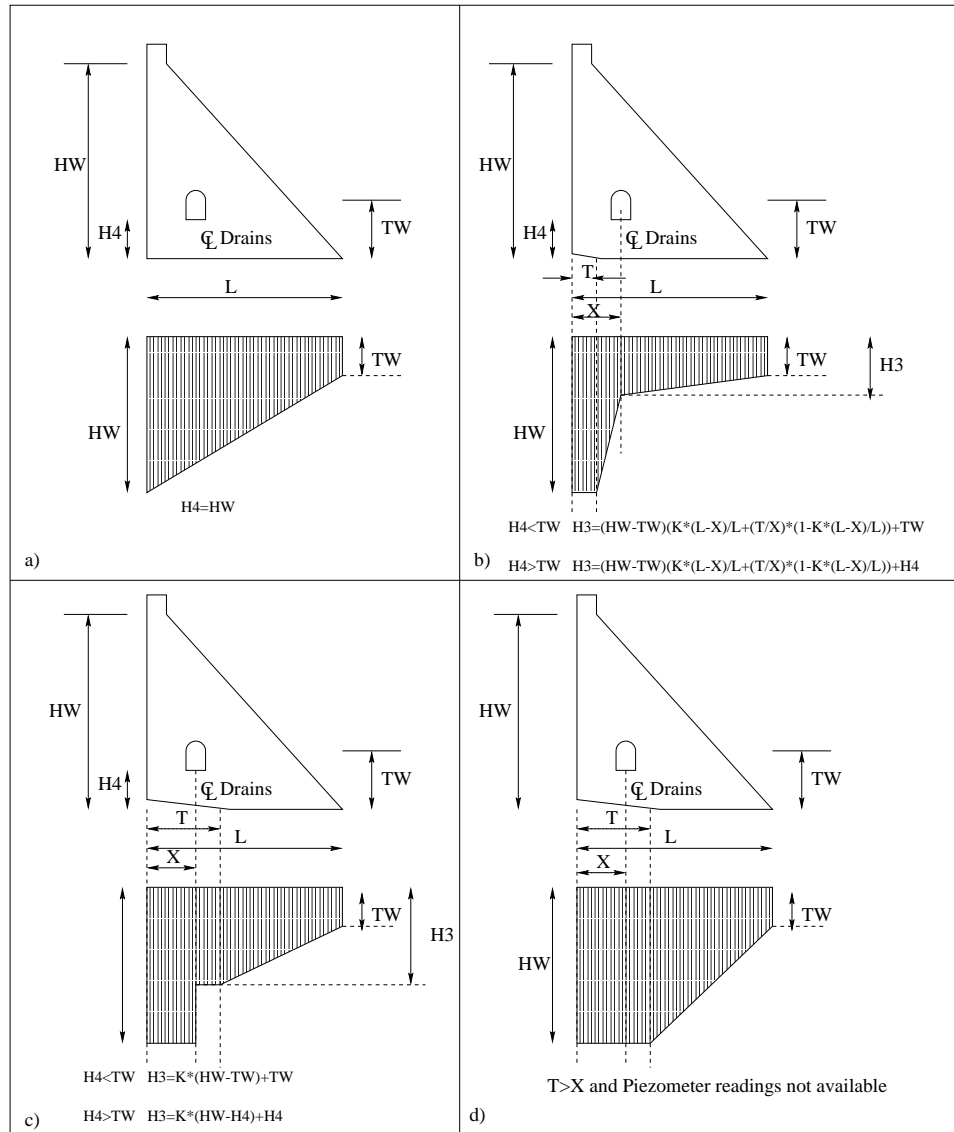 HW
H4
TW
℄ Drains
L
TW
HW
H4=HW
a)
HW
H4
TW
℄ Drains
T
L
X
TW
H3
HW
H4<TW H3=(HW-TW)(K*(L-X)/L+(T/X)*(1-K*(L-X)/L))+TW
H4>TW H3=(HW-TW)(K*(L-X)/L+(T/X)*(1-K*(L-X)/L))+H4
b)
HW
H4
TW
℄ Drains
T
L
X
TW
H3
H4<TW H3=K*(HW-TW)+TW
H4>TW H3=K*(HW-H4)+H4
c)
HW
TW
℄ Drains
T
L
X
TW
HW
T>X and Piezometer readings not available
d)